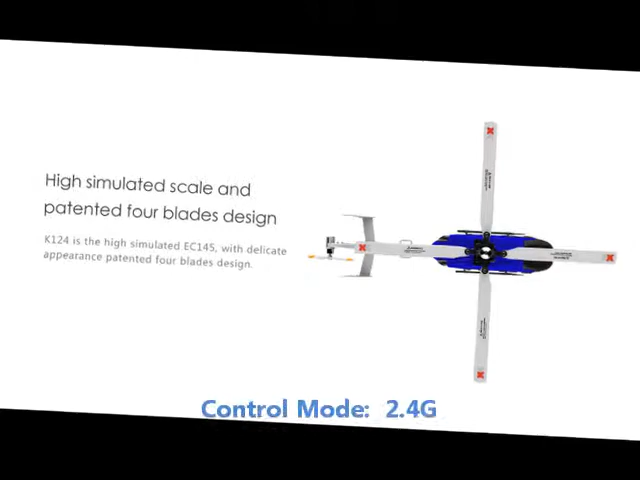 High simulated scale and
patented four blades design
K124 is the high simulated EC145, with delicate
appearance patented four blades design.
Control Mode: 2.4G